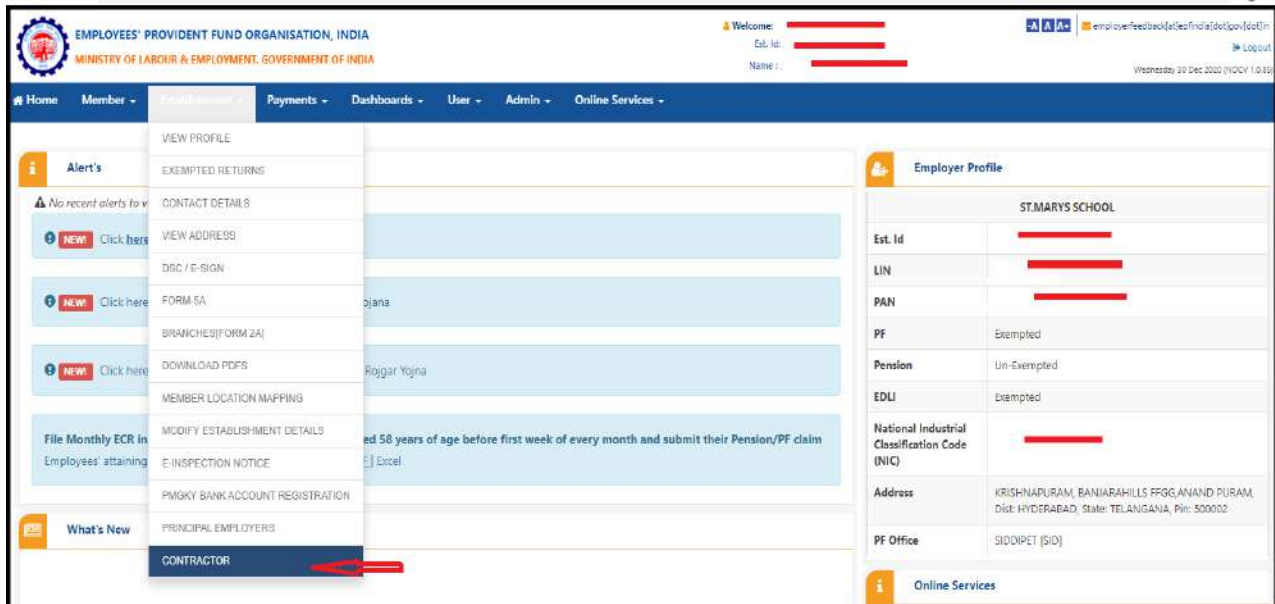 EMPLOYEES' PROVIDENT FUND ORGANISATION, INDIA
MINISTRY OF LABOUR & EMPLOYMENT. GOVERNMENT OF INDIA
Welcome:
Est. Id:
Name :
-A A A+ employerfeedback[at]epfindia[dot]gov[dot]in
Logout
Wednesday 30 Dec 2020
Home Member Establishment Payments Dashboards User Admin Online Services
VIEW PROFILE
EXEMPTED RETURNS
CONTACT DETAILS
VIEW ADDRESS
DSC / E-SIGN
FORM-5A
BRANCHES[FORM 2A]
DOWNLOAD PDFS
MEMBER LOCATION MAPPING
MODIFY ESTABLISHMENT DETAILS
E-INSPECTION NOTICE
PMGKY BANK ACCOUNT REGISTRATION
PRINCIPAL EMPLOYERS
CONTRACTOR
Alert's
No recent alerts to v
NEW! Click here
NEW! Click here ojana
NEW! Click here Rojgar Yojna
File Monthly ECR in ed 58 years of age before first week of every month and submit their Pension/PF claim
Employees' attaining F | Excel
What's New
Employer Profile
ST.MARYS SCHOOL
Est. Id
LIN
PAN
PF Exempted
Pension Un-Exempted
EDLI Exempted
National Industrial
Classification Code
(NIC)
Address KRISHNAPURAM, BANJARAHILLS FFGG,ANAND PURAM,
Dist: HYDERABAD, State: TELANGANA, Pin: 500002
PF Office SIDDIPET [SID]
Online Services